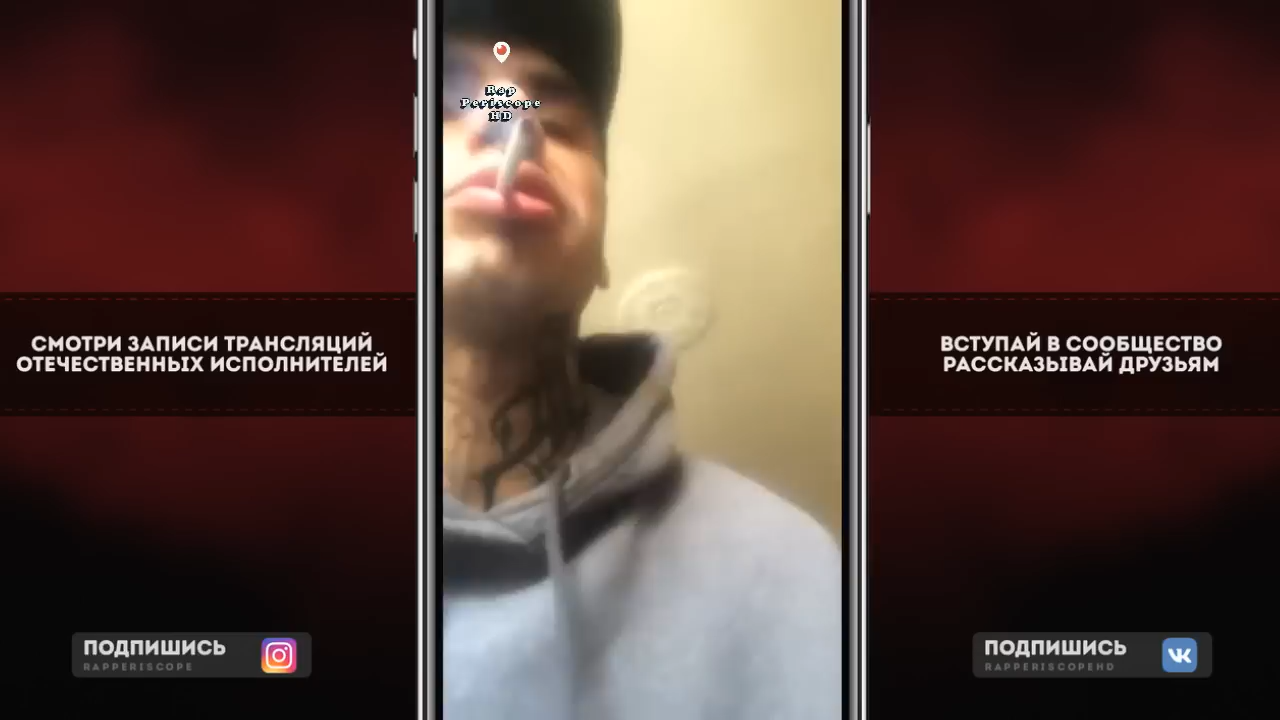 Rap
Periscope
HD
СМОТРИ ЗАПИСИ ТРАНСЛЯЦИЙ
ОТЕЧЕСТВЕННЫХ ИСПОЛНИТЕЛЕЙ
ВСТУПАЙ В СООБЩЕСТВО
РАССКАЗЫВАЙ ДРУЗЬЯМ
ПОДПИШИСЬ
RAPPERISCOPE
ПОДПИШИСЬ
RAPPERISCOPEHD